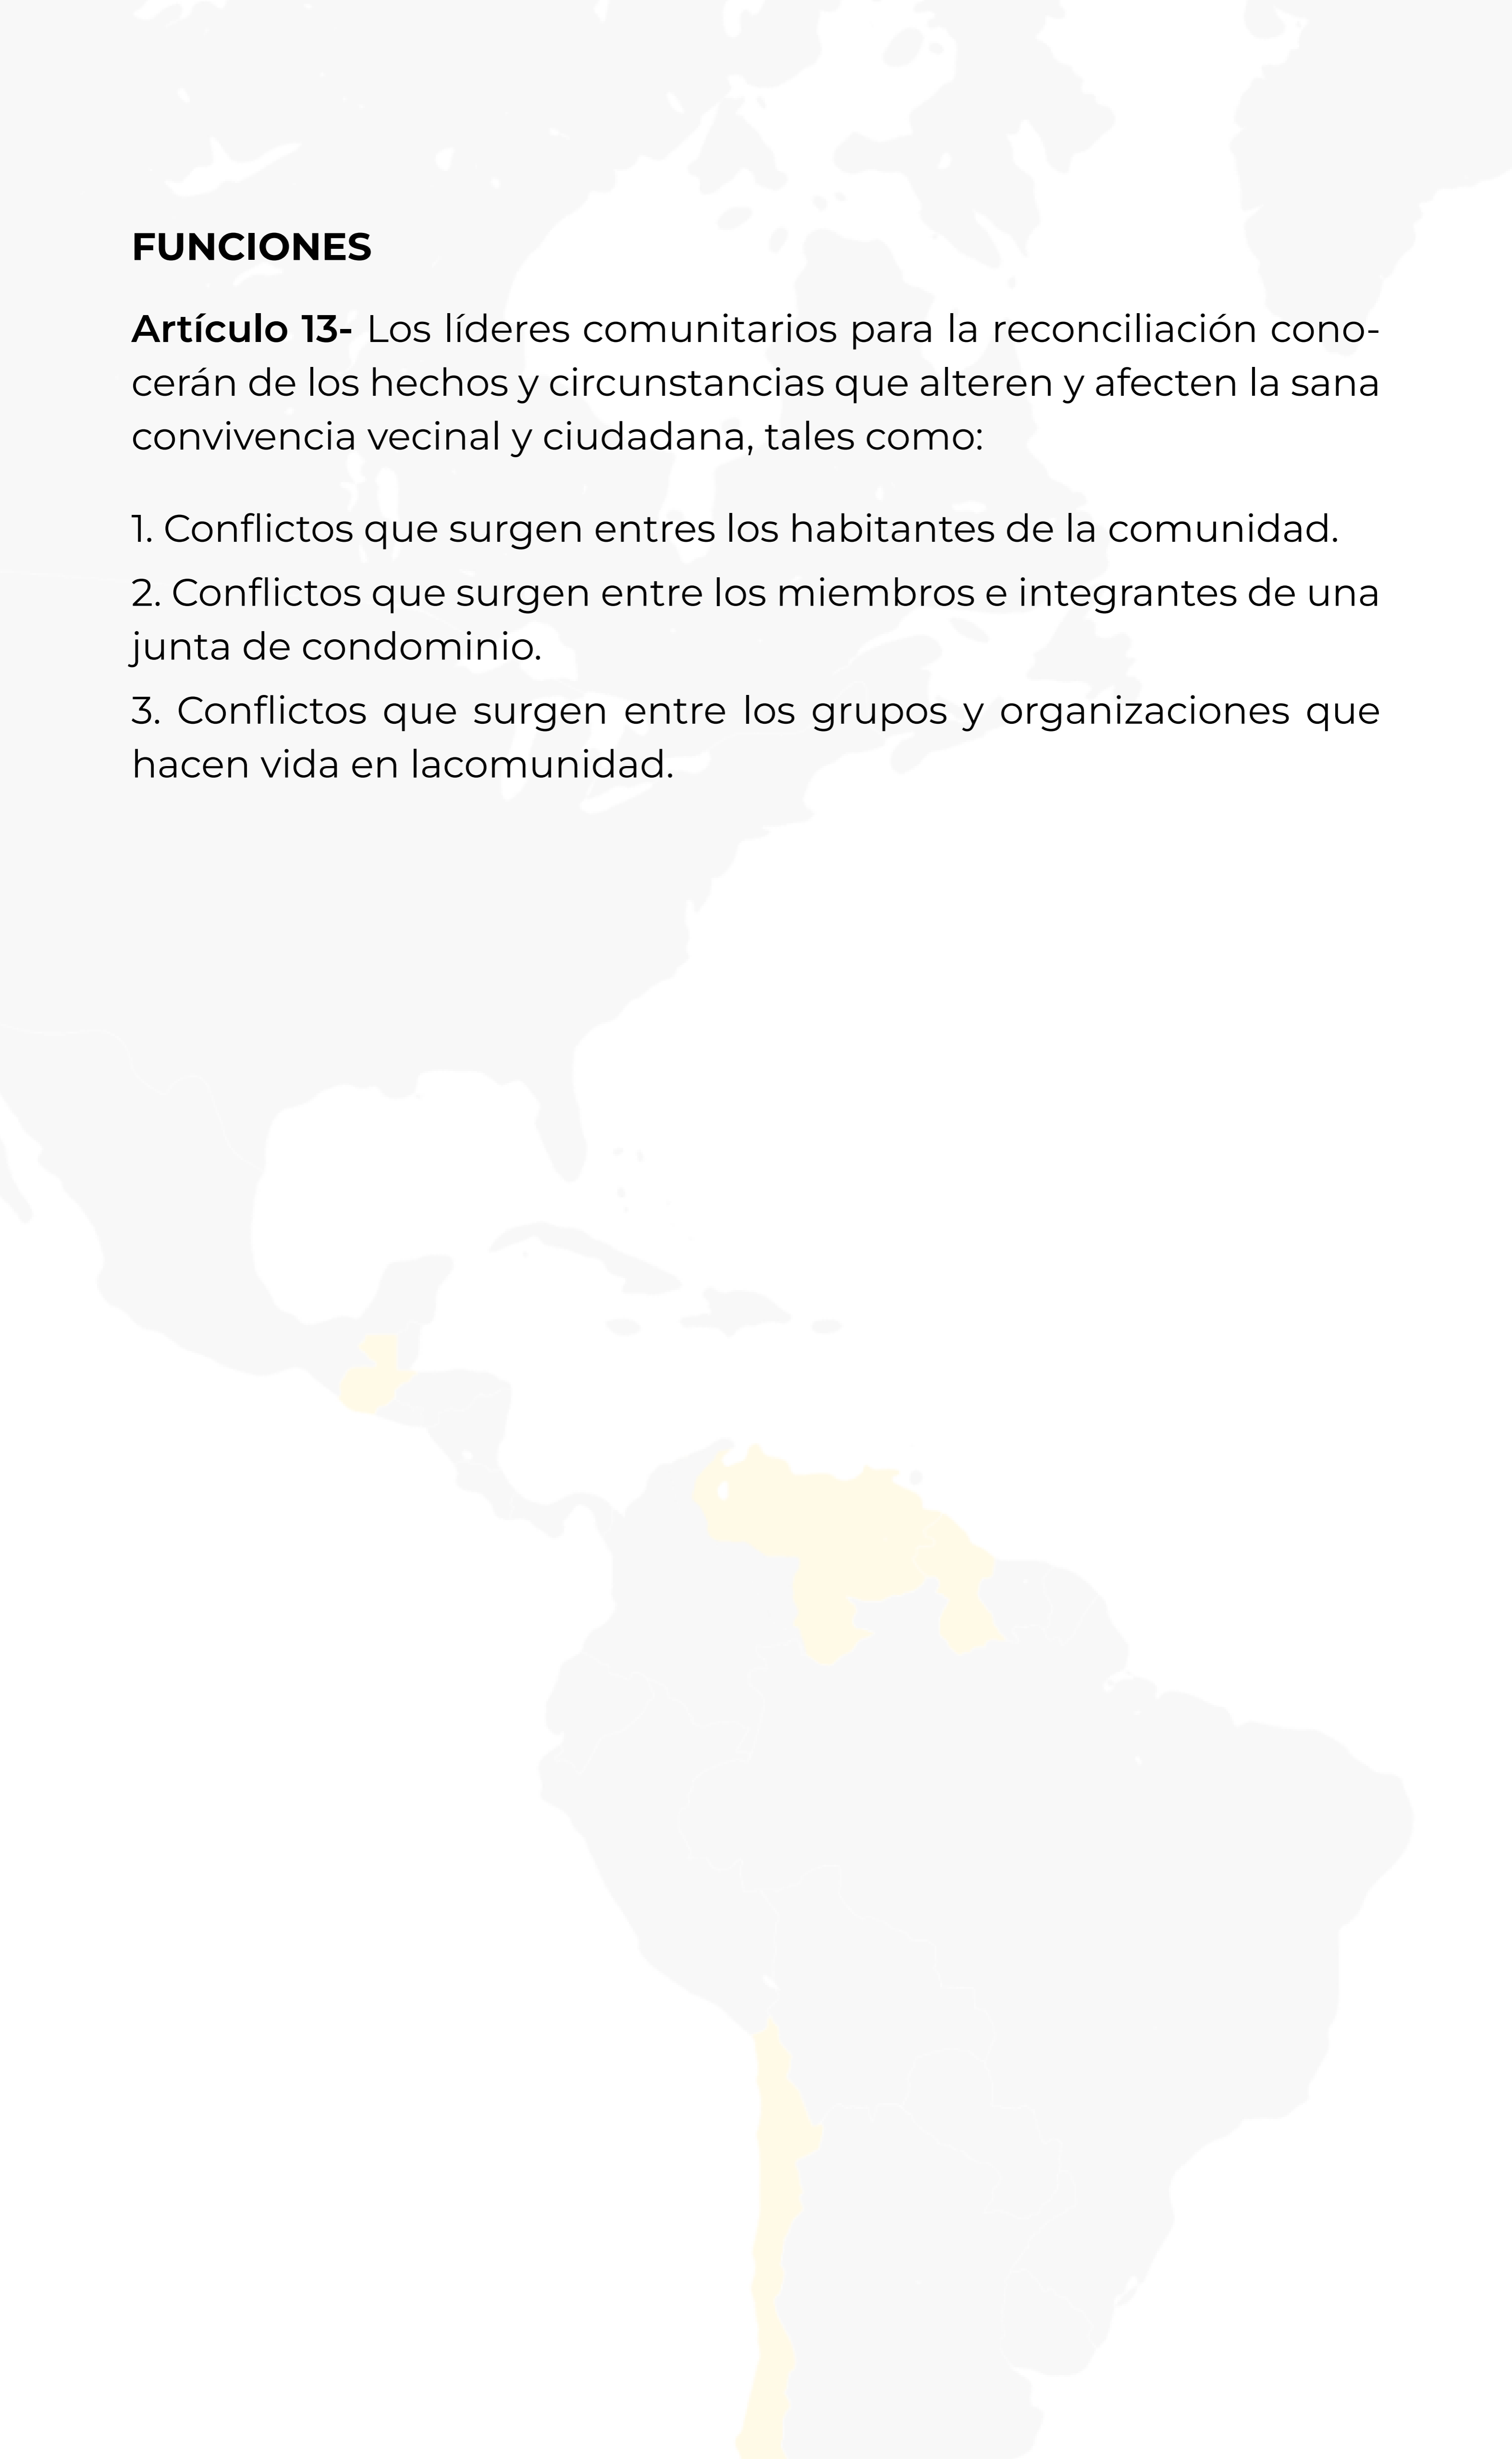 FUNCIONES
Artículo 13- Los líderes comunitarios para la reconciliación cono-
cerán de los hechos y circunstancias que alteren y afecten la sana
convivencia vecinal y ciudadana, tales como:
1. Conflictos que surgen entres los habitantes de la comunidad.
2. Conflictos que surgen entre los miembros e integrantes de una
junta de condominio.
3. Conflictos que surgen entre los grupos y organizaciones que
hacen vida en lacomunidad.